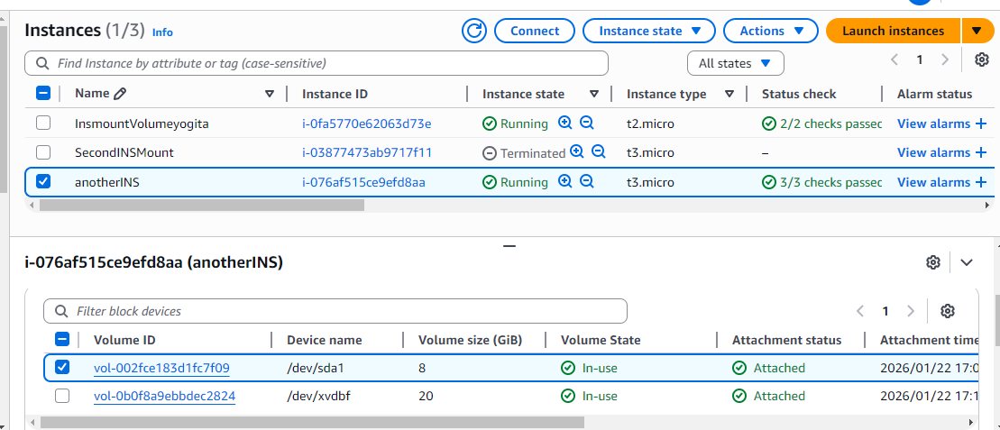 Instances (1/3) Info Connect Instance state Actions Launch instances
Find Instance by attribute or tag (case-sensitive) All states 1
Name Instance ID Instance state Instance type Status check Alarm status
InsmountVolumeyogita i-0fa5770e62063d73e Running t2.micro 2/2 checks passed View alarms +
SecondINSMount i-03877473ab9717f11 Terminated t3.micro – View alarms +
anotherINS i-076af515ce9efd8aa Running t3.micro 3/3 checks passed View alarms +
i-076af515ce9efd8aa (anotherINS)
Filter block devices 1
Volume ID Device name Volume size (GiB) Volume State Attachment status Attachment time
vol-002fce183d1fc7f09 /dev/sda1 8 In-use Attached 2026/01/22 17:0
vol-0b0f8a9ebbdec2824 /dev/xvdbf 20 In-use Attached 2026/01/22 17:1